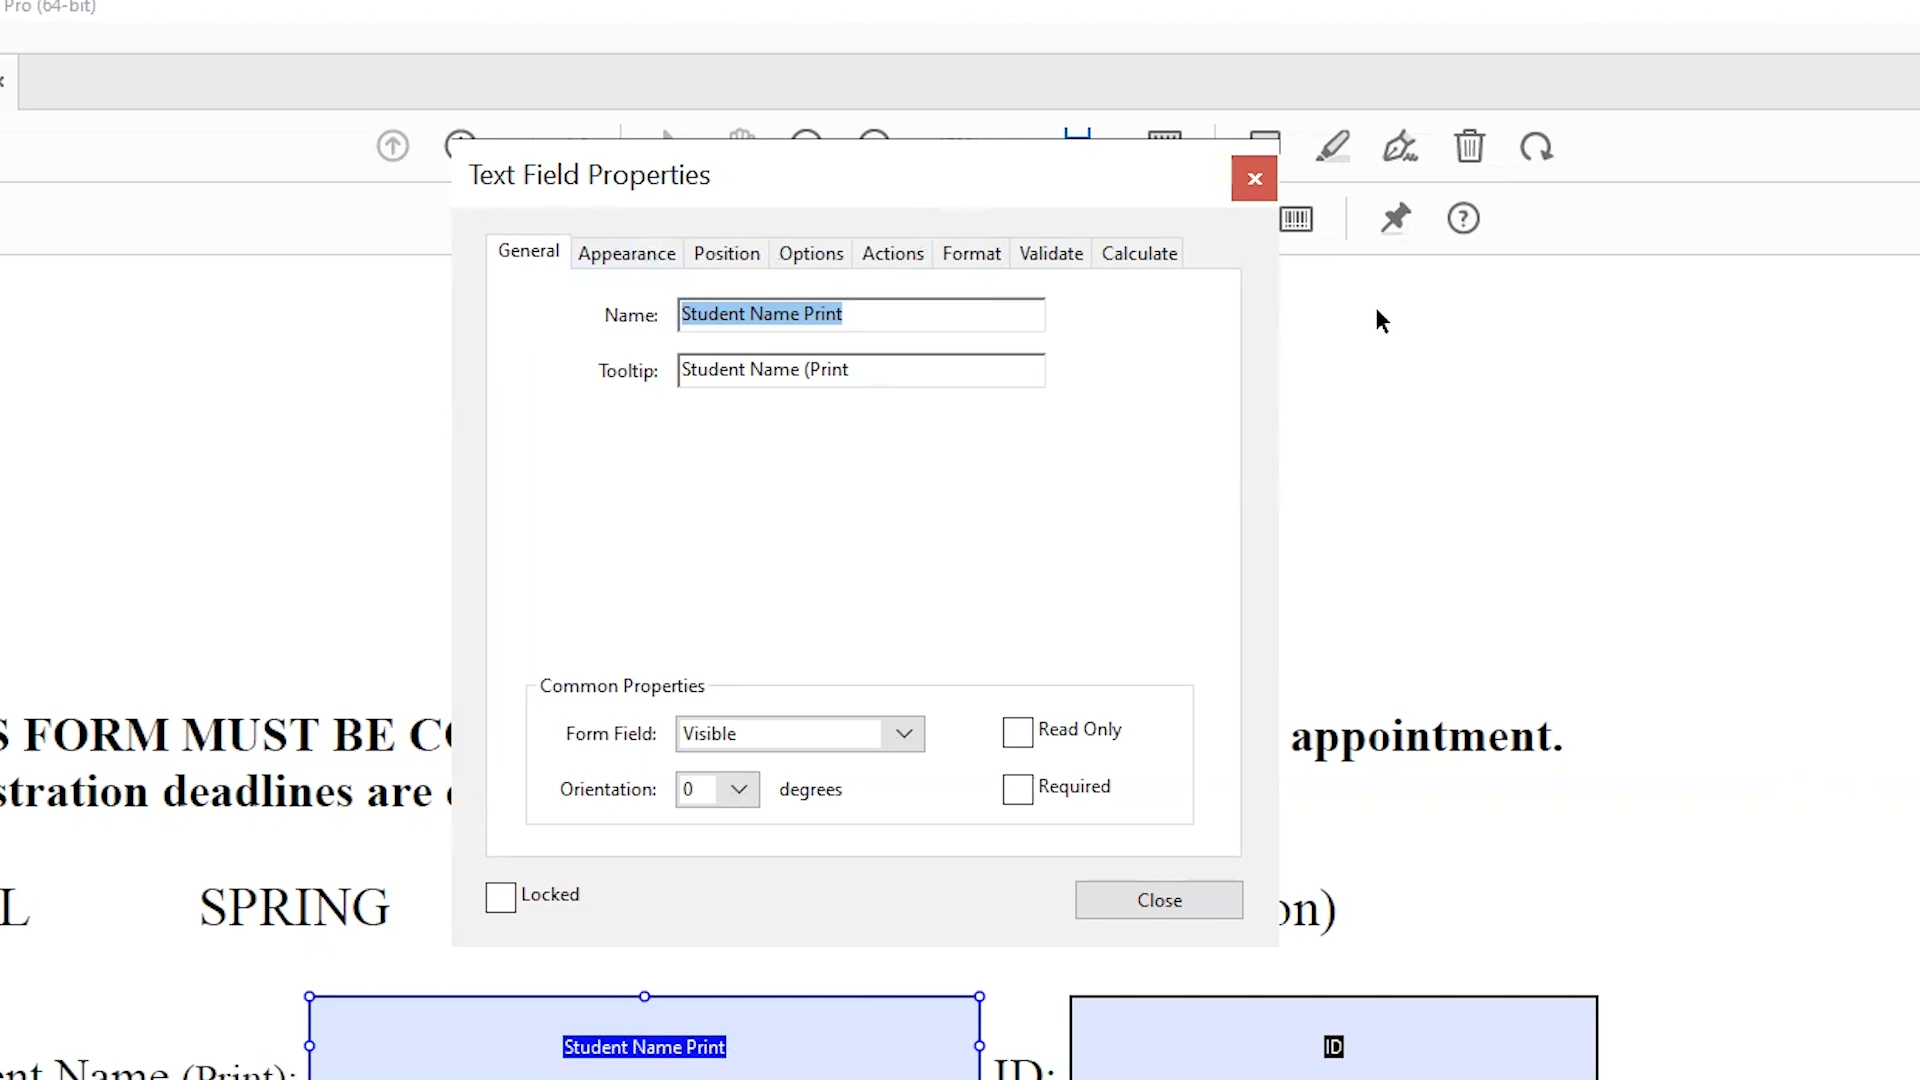 Pro (64-bit)
Text Field Properties
General Appearance Position Options Actions Format Validate Calculate
Name: Student Name Print
Tooltip: Student Name (Print
Common Properties
Form Field: Visible
Read Only
Orientation: 0 degrees
Required
Locked
Close
S FORM MUST BE C
appointment.
stration deadlines are
L SPRING on)
Student Name Print
ID
ent Name (Print): ID: